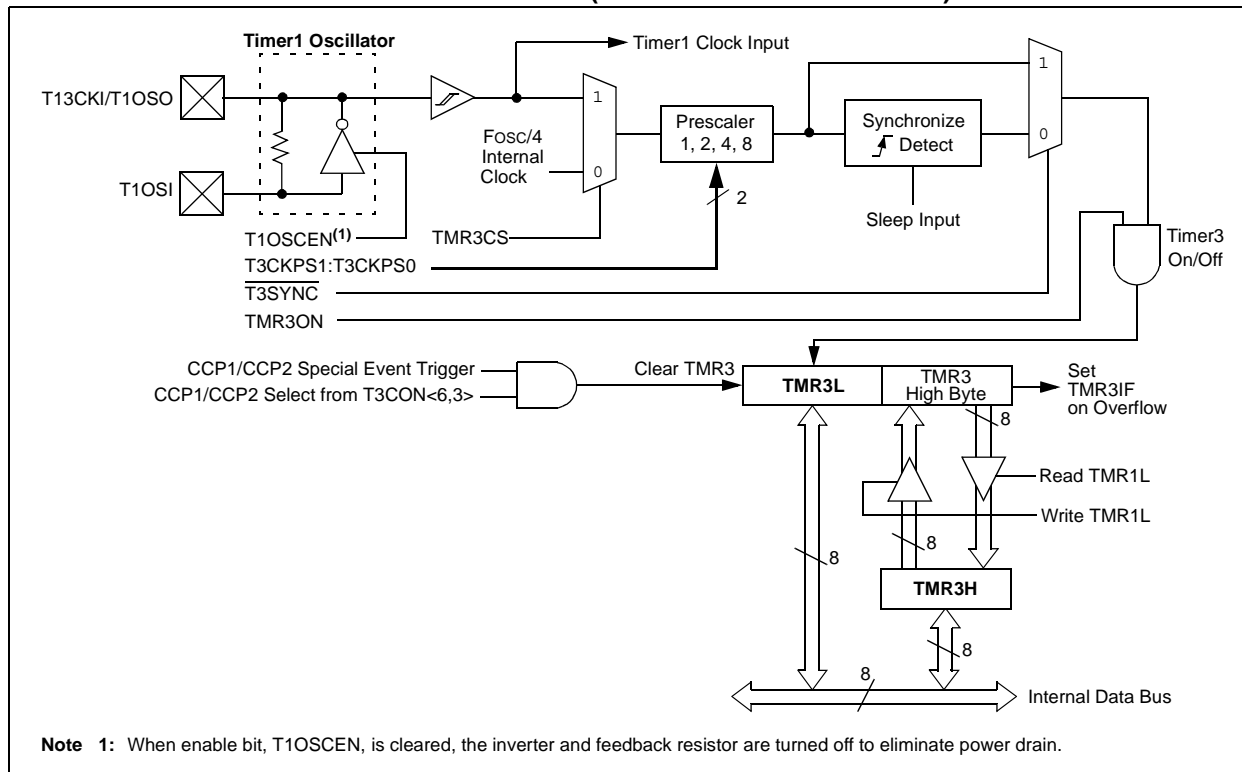 Timer1 Oscillator
Timer1 Clock Input
1
T13CKI/T1OSO
1
FOSC/4
Internal
Clock
0
Prescaler
1, 2, 4, 8
Synchronize
Detect
0
T1OSI
2
Sleep Input
T1OSCEN(1)
TMR3CS
Timer3
On/Off
T3CKPS1:T3CKPS0
T3SYNC
TMR3ON
CCP1/CCP2 Special Event Trigger
CCP1/CCP2 Select from T3CON<6,3>
Clear TMR3
TMR3L
TMR3
High Byte
Set
TMR3IF
on Overflow
8
Read TMR1L
Write TMR1L
8
8
TMR3H
8
8
Internal Data Bus
Note 1: When enable bit, T1OSCEN, is cleared, the inverter and feedback resistor are turned off to eliminate power drain.